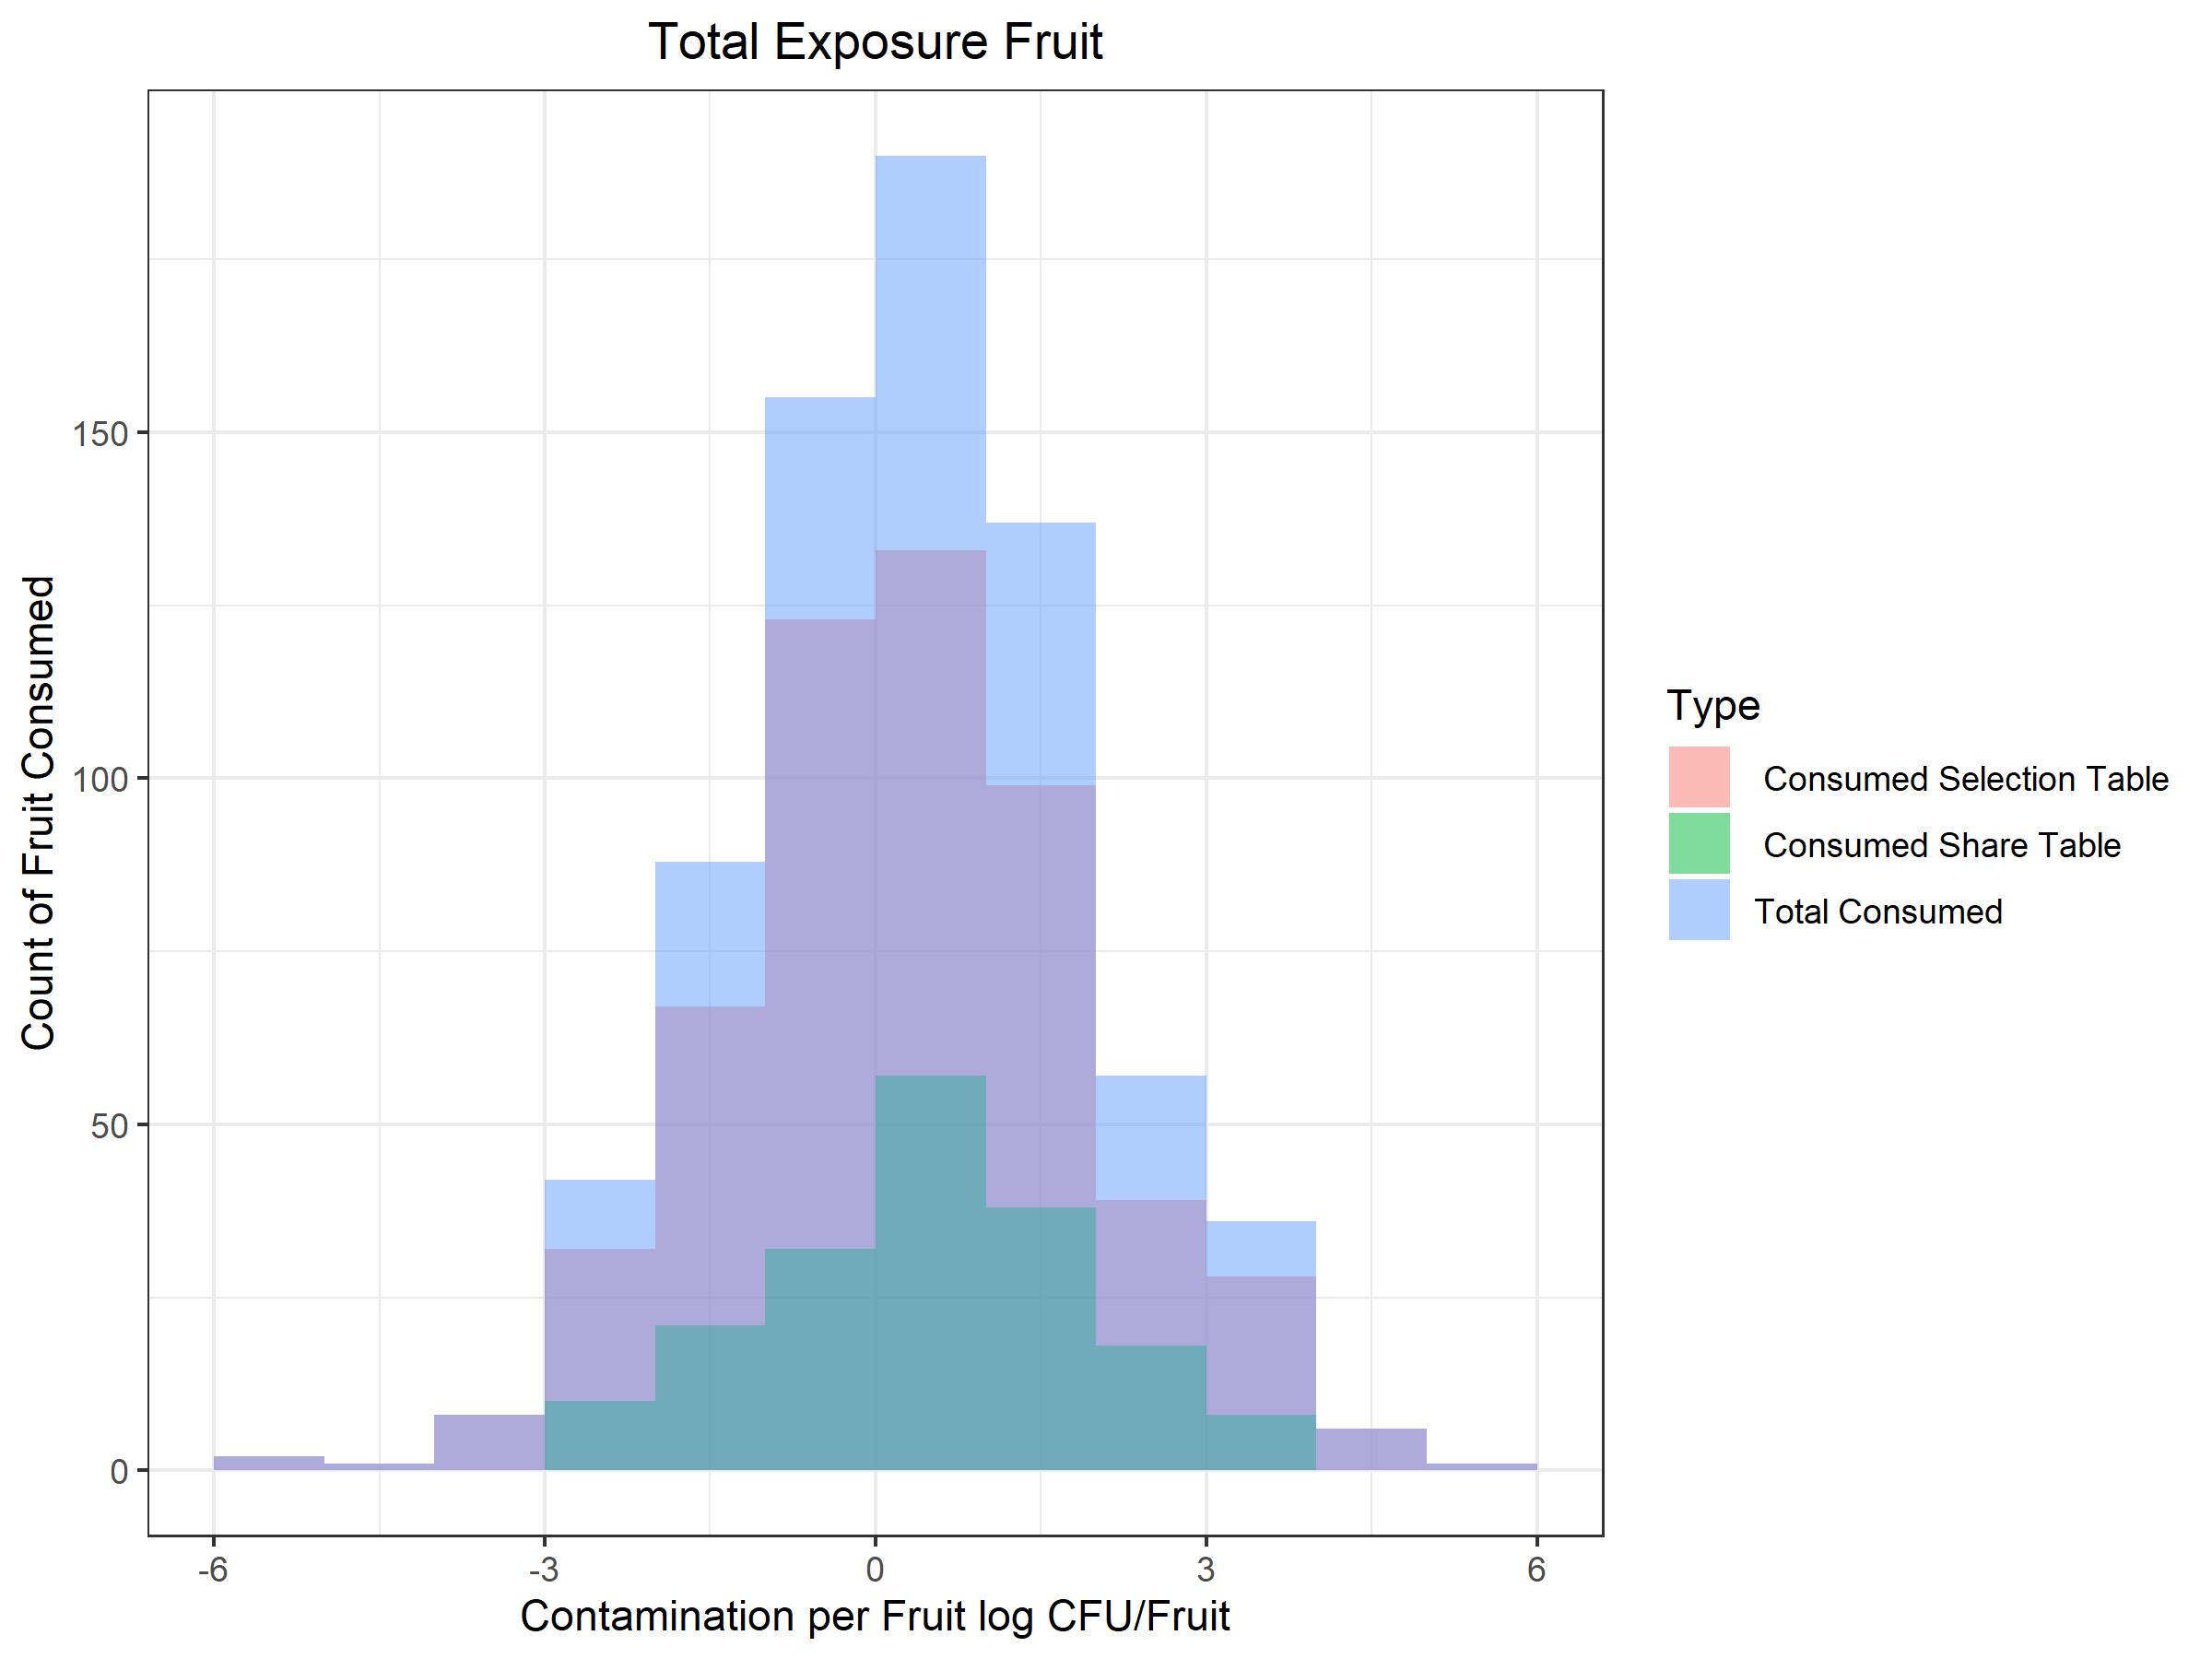 Total Exposure Fruit
Count of Fruit Consumed
150
100
50
0
-6 -3 0 3 6
Contamination per Fruit log CFU/Fruit
Type
Consumed Selection Table
Consumed Share Table
Total Consumed